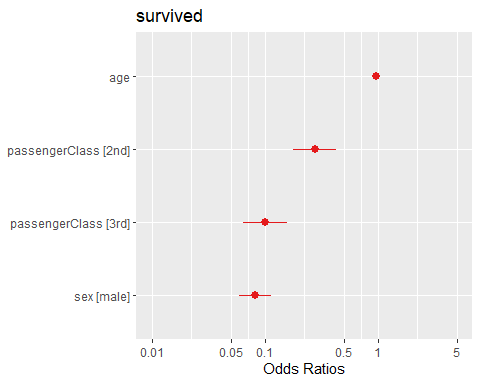 survived
age
passengerClass [2nd]
passengerClass [3rd]
sex [male]
0.01 0.05 0.1 0.5 1 5
Odds Ratios